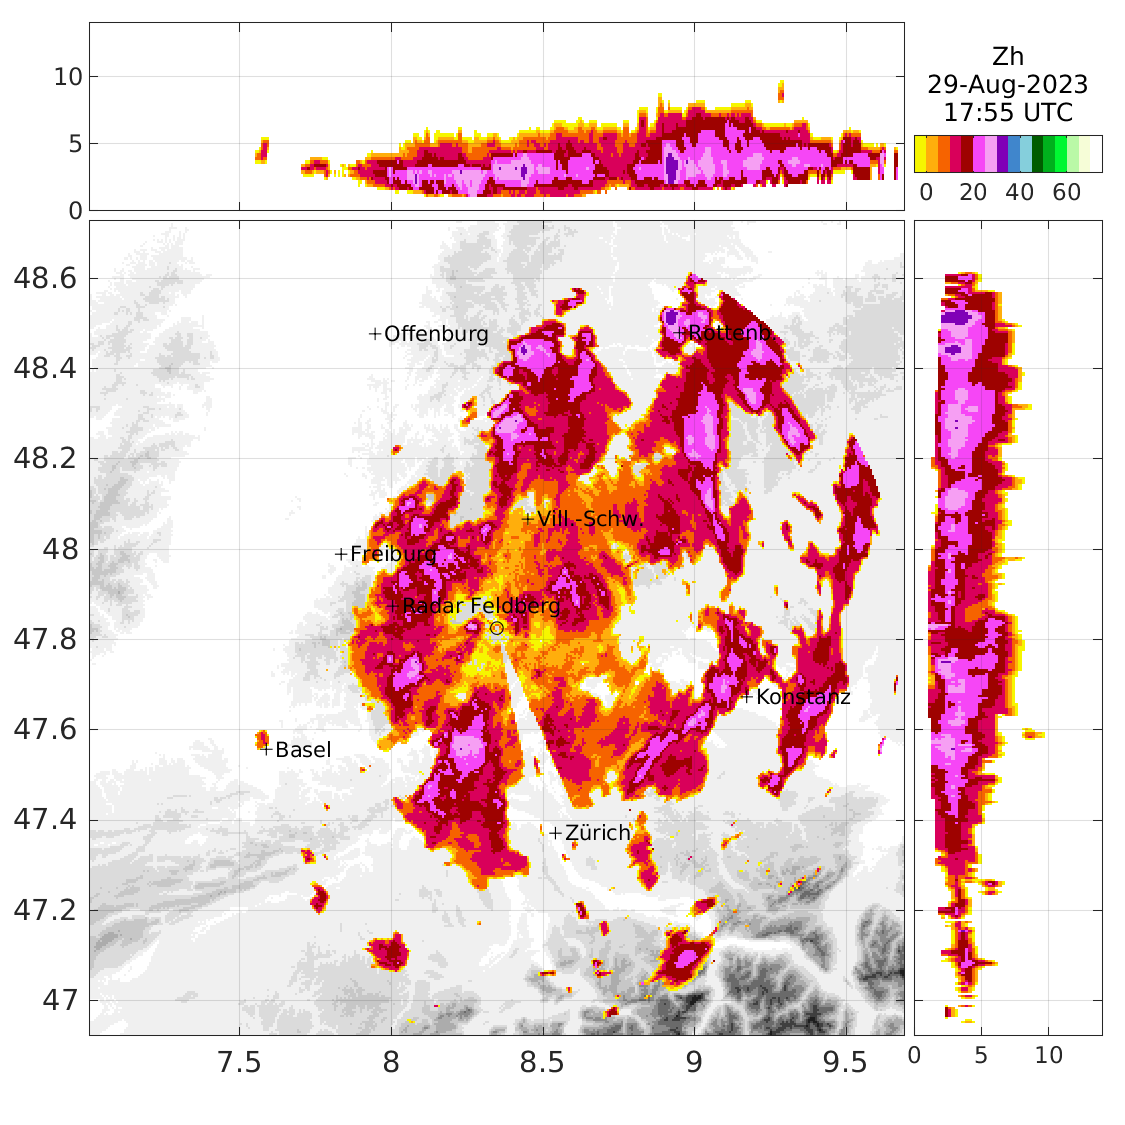 10
5
0
Zh
29-Aug-2023
17:55 UTC
0 20 40 60
48.6
48.4
48.2
48
47.8
47.6
47.4
47.2
47
+Offenburg
+Rottenb.
+Vill.-Schw.
+Freiburg
+Radar Feldberg
+Konstanz
+Basel
+Zürich
7.5 8 8.5 9 9.5
0 5 10